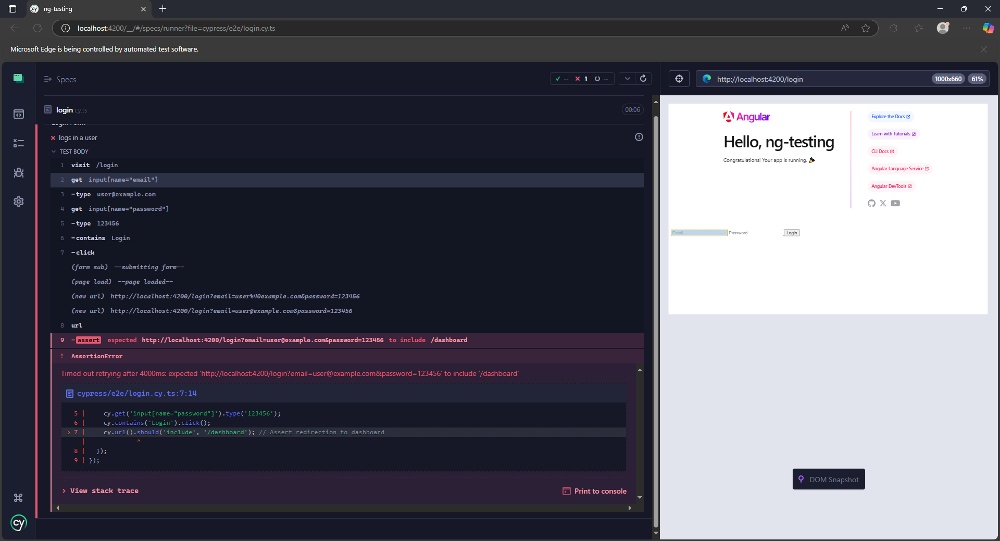 ng-testing
localhost:4200/__/#/specs/runner?file=cypress/e2e/login.cy.ts
Microsoft Edge is being controlled by automated test software.
Specs
-- 1 --
login.cy.ts
00:06
logs in a user
TEST BODY
1 visit /login
2 get input[name="email"]
3 -type user@example.com
4 get input[name="password"]
5 -type 123456
6 -contains Login
7 -click
(form sub) --submitting form--
(page load) --page loaded--
(new url) http://localhost:4200/login?email=user%40example.com&password=123456
(new url) http://localhost:4200/login?email=user@example.com&password=123456
8 url
9 -assert expected http://localhost:4200/login?email=user@example.com&password=123456 to include /dashboard
! AssertionError
Timed out retrying after 4000ms: expected 'http://localhost:4200/login?email=user@example.com&password=123456' to include '/dashboard'
cypress/e2e/login.cy.ts:7:14
5 | cy.get('input[name="password"]').type('123456');
6 | cy.contains('Login').click();
> 7 | cy.url().should('include', '/dashboard'); // Assert redirection to dashboard
| ^
8 | });
9 | });
View stack trace
Print to console
cy
http://localhost:4200/login
1000x660
61%
Angular
Hello, ng-testing
Congratulations! Your app is running. 🎉
Explore the Docs
Learn with Tutorials
CLI Docs
Angular Language Service
Angular DevTools
Email
Password
Login
DOM Snapshot